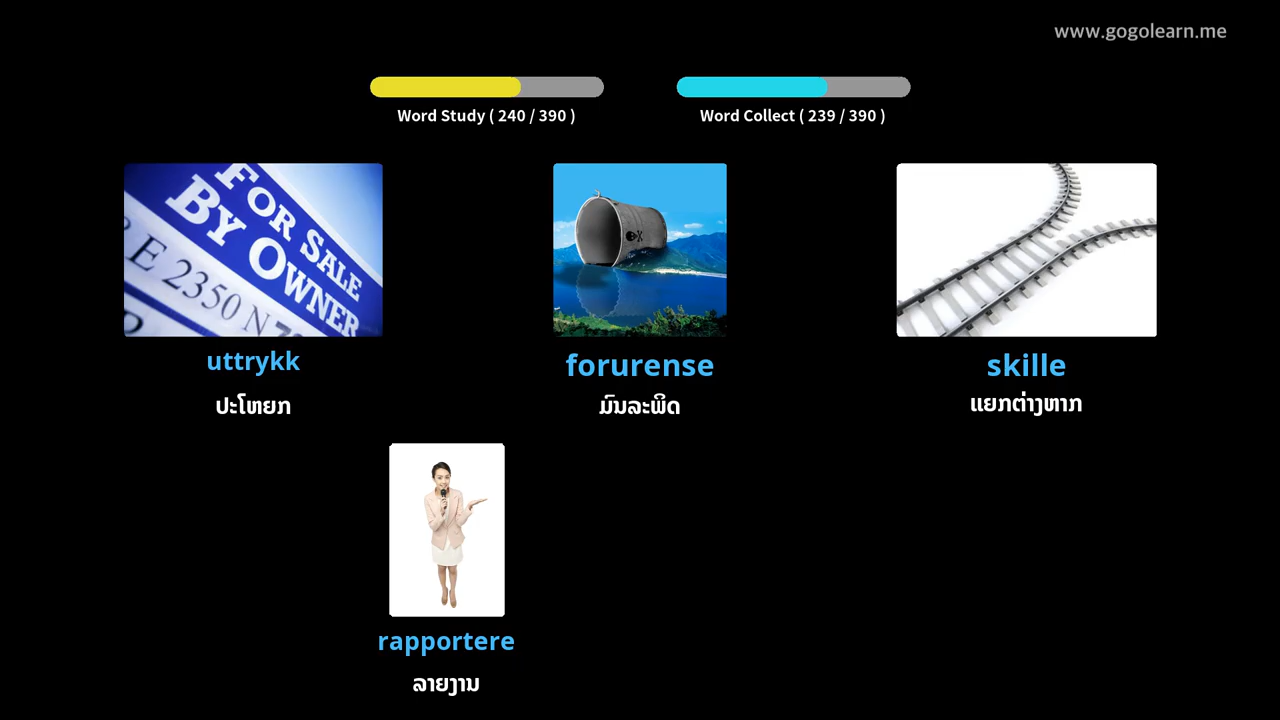 www.gogolearn.me
Word Study ( 240 / 390 )
Word Collect ( 239 / 390 )
FOR SALE
BY OWNER
E 2350 N
uttrykk
ປະໂຫຍກ
forurense
ມົນລະພິດ
skille
ແຍກຕ່າງຫາກ
rapportere
ລາຍງານ